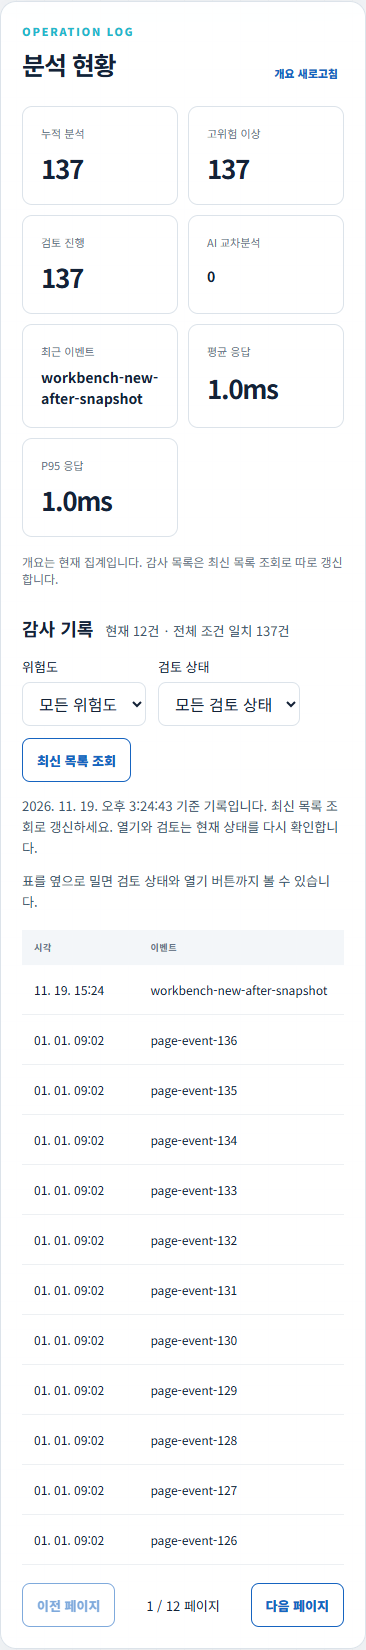 OPERATION LOG
분석 현황
개요 새로고침
누적 분석
137
고위험 이상
137
검토 진행
137
AI 교차분석
0
최근 이벤트
workbench-new-
after-snapshot
평균 응답
1.0ms
P95 응답
1.0ms
개요는 현재 집계입니다. 감사 목록은 최신 목록 조회로 따로 갱신
합니다.
감사 기록 현재 12건 · 전체 조건 일치 137건
위험도
검토 상태
모든 위험도
모든 검토 상태
최신 목록 조회
2026. 11. 19. 오후 3:24:43 기준 기록입니다. 최신 목록 조
회로 갱신하세요. 열기와 검토는 현재 상태를 다시 확인합니
다.
표를 옆으로 밀면 검토 상태와 열기 버튼까지 볼 수 있습니
다.
시각 이벤트
11. 19. 15:24 workbench-new-after-snapshot
01. 01. 09:02 page-event-136
01. 01. 09:02 page-event-135
01. 01. 09:02 page-event-134
01. 01. 09:02 page-event-133
01. 01. 09:02 page-event-132
01. 01. 09:02 page-event-131
01. 01. 09:02 page-event-130
01. 01. 09:02 page-event-129
01. 01. 09:02 page-event-128
01. 01. 09:02 page-event-127
01. 01. 09:02 page-event-126
이전 페이지
1 / 12 페이지
다음 페이지